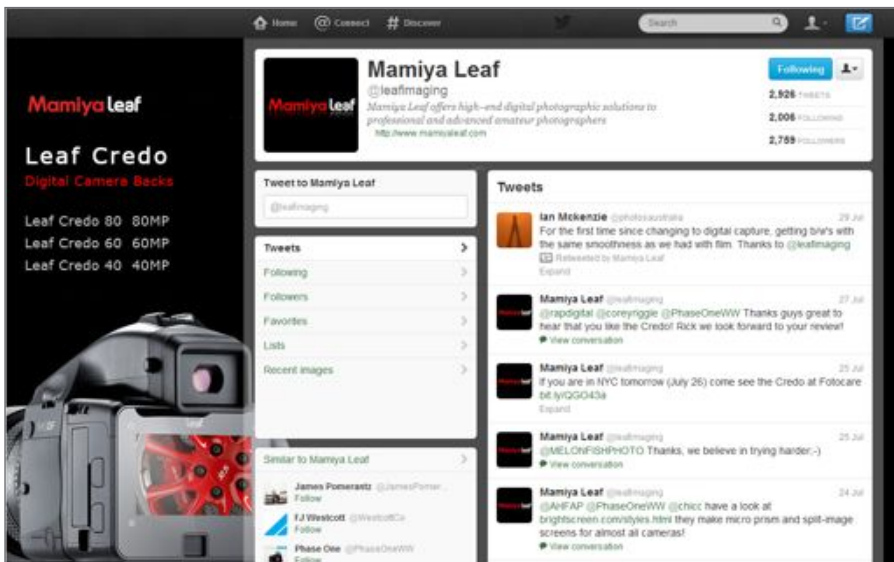 Home @ Connect # Discover
Search
Mamiya Leaf
@leafimaging
Mamiya Leaf offers high-end digital photographic solutions to
professional and advanced amateur photographers
http://www.mamiyaleaf.com
Following
2,926 TWEETS
2,006 FOLLOWING
2,759 FOLLOWERS
Mamiya leaf
Mamiya leaf
Leaf Credo
Digital Camera Backs
Leaf Credo 80 80MP
Leaf Credo 60 60MP
Leaf Credo 40 40MP
leaf
Tweet to Mamiya Leaf
@leafimaging
Tweets
Following
Followers
Favorites
Lists
Recent images
Similar to Mamiya Leaf
James Pomerantz @JamesPomer...
Follow
FJ Westcott @WestcottCo
Follow
Phase One @PhaseOneWW
Follow
Tweets
Ian Mckenzie @photosaustralia 29 Jul
For the first time since changing to digital capture, getting b/w's with
the same smoothness as we had with film. Thanks to @leafimaging
Retweeted by Mamiya Leaf
Expand
Mamiya Leaf @leafimaging 27 Jul
@rapdigital @coreyriggle @PhaseOneWW Thanks guys great to
hear that you like the Credo! Rick we look forward to your review!
View conversation
Mamiya Leaf @leafimaging 25 Jul
If you are in NYC tomorrow (July 26) come see the Credo at Fotocare
bit.ly/QGO43a
Expand
Mamiya Leaf @leafimaging 25 Jul
@MELONFISHPHOTO Thanks, we believe in trying harder;-)
View conversation
Mamiya Leaf @leafimaging 24 Jul
@AHFAP @PhaseOneWW @chicc have a look at
brightscreen.com/styles.html they make micro prism and split-image
screens for almost all cameras!
View conversation